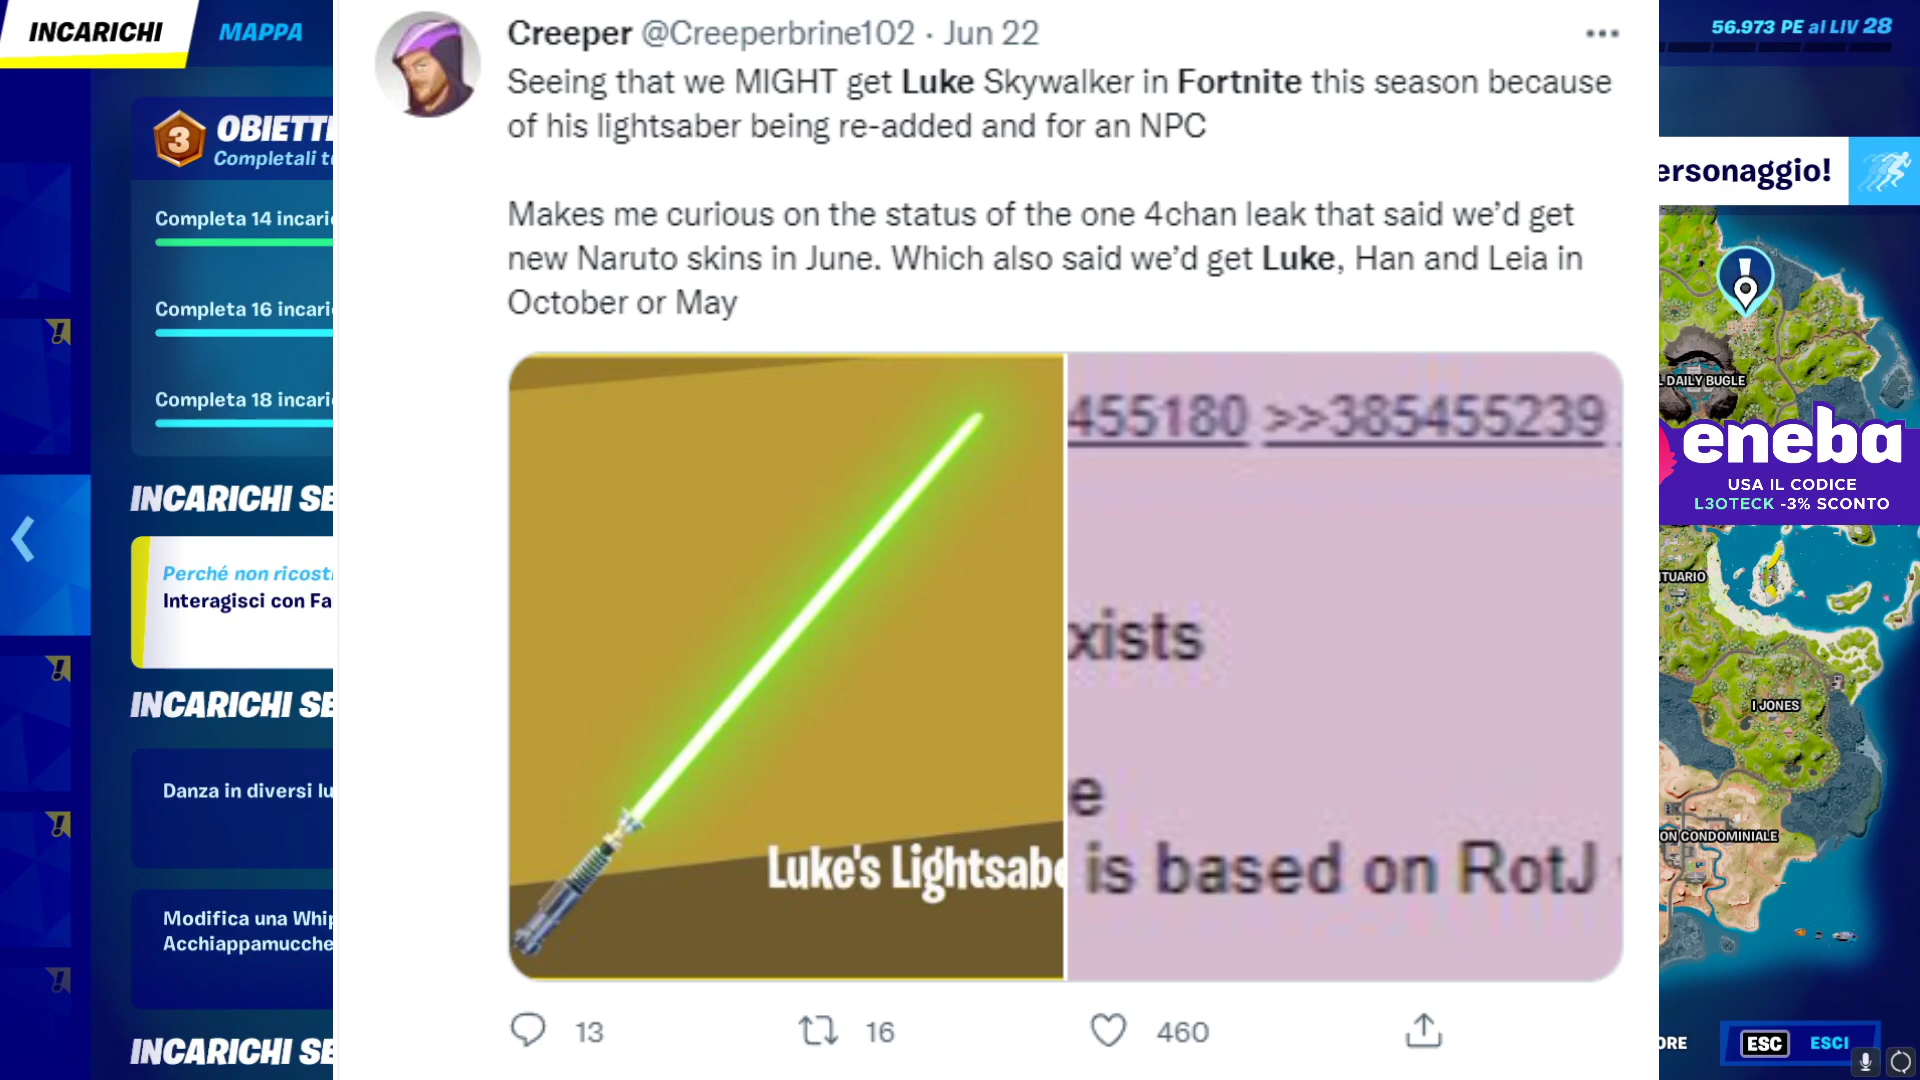 INCARICHI
MAPPA
3
OBIETTI
Completali tu
Completa 14 incari
Completa 16 incari
Completa 18 incari
INCARICHI SE
Perché non ricostr
Interagisci con Fa
INCARICHI SE
Danza in diversi lu
Modifica una Whip
Acchiappamucche
INCARICHI SE
Creeper @Creeperbrine102 · Jun 22
Seeing that we MIGHT get Luke Skywalker in Fortnite this season because
of his lightsaber being re-added and for an NPC
Makes me curious on the status of the one 4chan leak that said we'd get
new Naruto skins in June. Which also said we'd get Luke, Han and Leia in
October or May
Luke's Lightsabe
455180 >>385455239
xists
e
is based on RotJ
13
16
460
56.973 PE al LIV 28
ersonaggio!
DAILY BUGLE
eneba
USA IL CODICE
L3OTECK -3% SCONTO
TUARIO
I JONES
ON CONDOMINIALE
ORE
ESC
ESCI